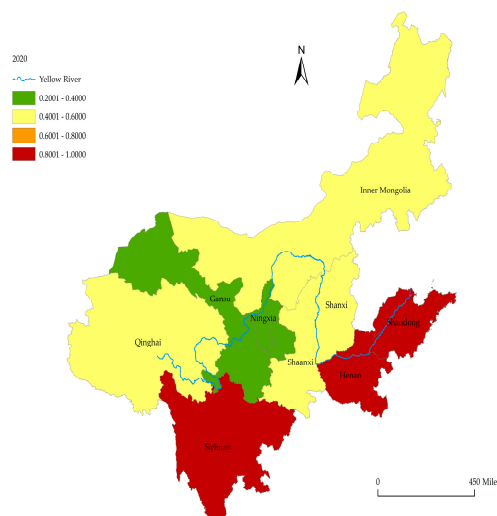 2020
Yellow River
0.2001 - 0.4000
0.4001 - 0.6000
0.6001 - 0.8000
0.8001 - 1.0000
N
Inner Mongolia
Gansu
Ningxia
Shanxi
Shandong
Qinghai
Shaanxi
Henan
Sichuan
0
450 Mile